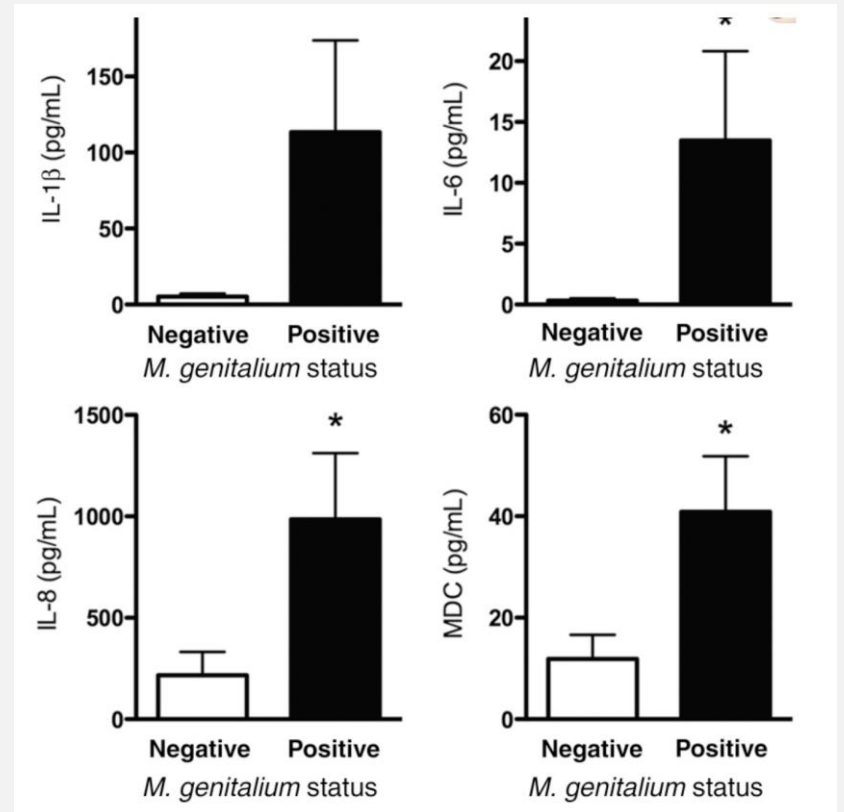 IL-1β (pg/mL)
150
100
50
0
Negative Positive
M. genitalium status
*
IL-6 (pg/mL)
20
15
10
5
0
Negative Positive
M. genitalium status
*
IL-8 (pg/mL)
1500
1000
500
0
Negative Positive
M. genitalium status
*
MDC (pg/mL)
60
40
20
0
Negative Positive
M. genitalium status